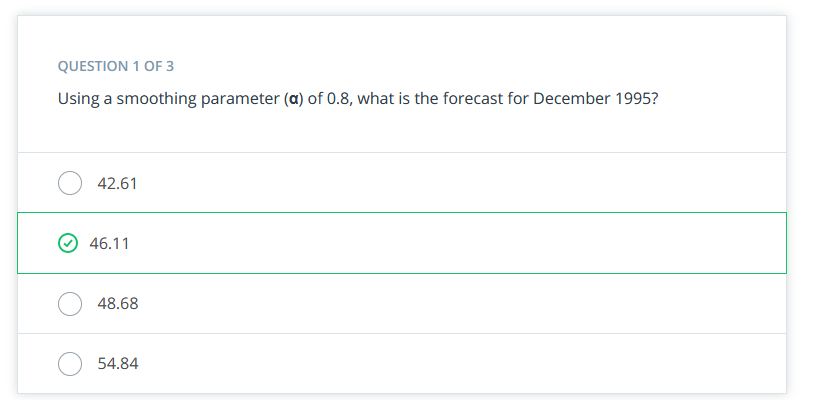 QUESTION 1 OF 3
Using a smoothing parameter (α) of 0.8, what is the forecast for December 1995?
42.61
46.11
48.68
54.84